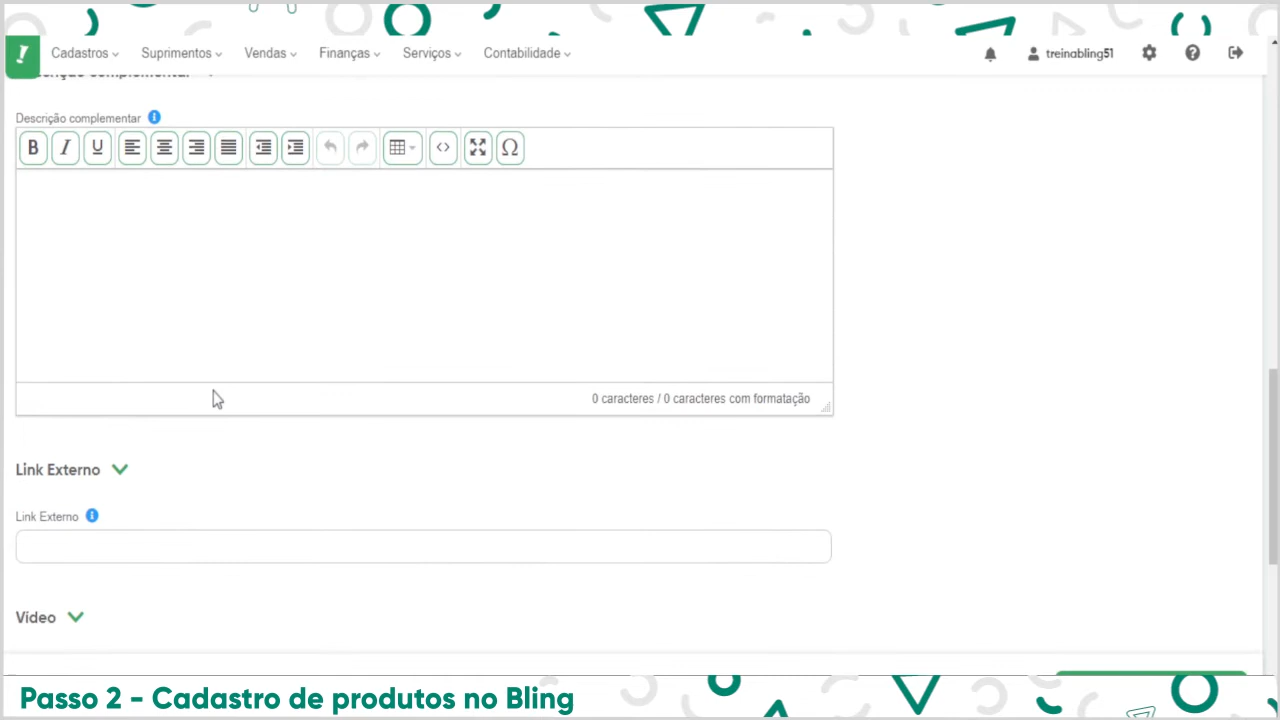 Cadastros Suprimentos Vendas Finanças Serviços Contabilidade treinabling51
Descrição complementar
B I U Ω
0 caracteres / 0 caracteres com formatação
Link Externo
Link Externo
Vídeo
Passo 2 - Cadastro de produtos no Bling